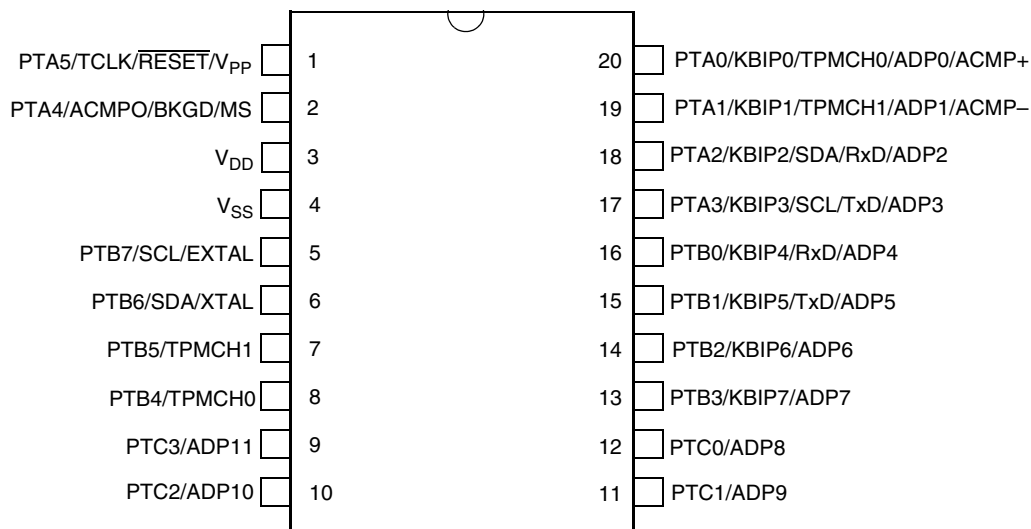 PTA5/TCLK/RESET/VPP 1 20 PTA0/KBIP0/TPMCH0/ADP0/ACMP+
PTA4/ACMPO/BKGD/MS 2 19 PTA1/KBIP1/TPMCH1/ADP1/ACMP–
VDD 3 18 PTA2/KBIP2/SDA/RxD/ADP2
VSS 4 17 PTA3/KBIP3/SCL/TxD/ADP3
PTB7/SCL/EXTAL 5 16 PTB0/KBIP4/RxD/ADP4
PTB6/SDA/XTAL 6 15 PTB1/KBIP5/TxD/ADP5
PTB5/TPMCH1 7 14 PTB2/KBIP6/ADP6
PTB4/TPMCH0 8 13 PTB3/KBIP7/ADP7
PTC3/ADP11 9 12 PTC0/ADP8
PTC2/ADP10 10 11 PTC1/ADP9